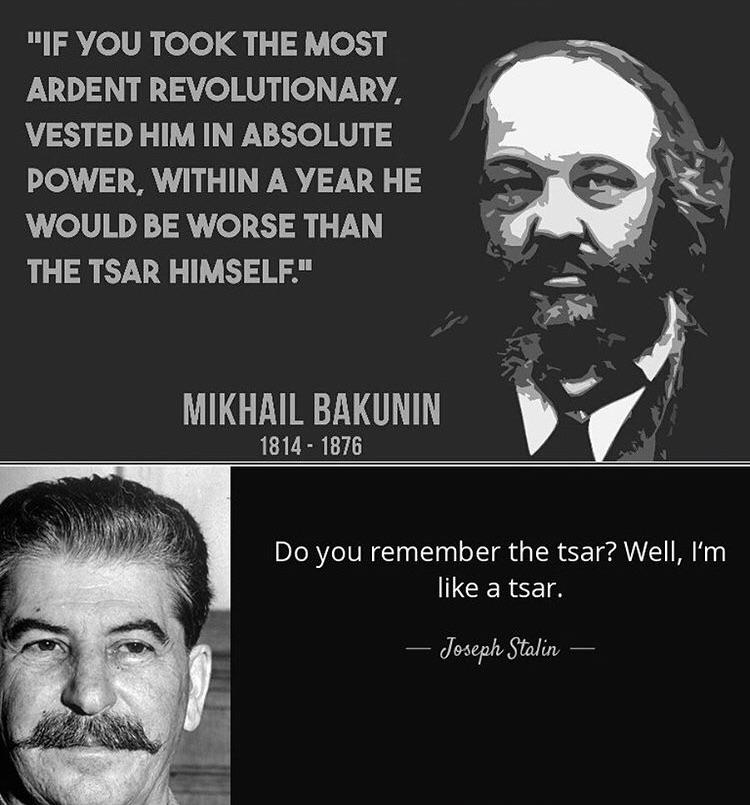 "IF YOU TOOK THE MOST
ARDENT REVOLUTIONARY,
VESTED HIM IN ABSOLUTE
POWER, WITHIN A YEAR HE
WOULD BE WORSE THAN
THE TSAR HIMSELF."
MIKHAIL BAKUNIN
1814 - 1876
Do you remember the tsar? Well, I‘m
like a tsar.
— Joseph Stalin —